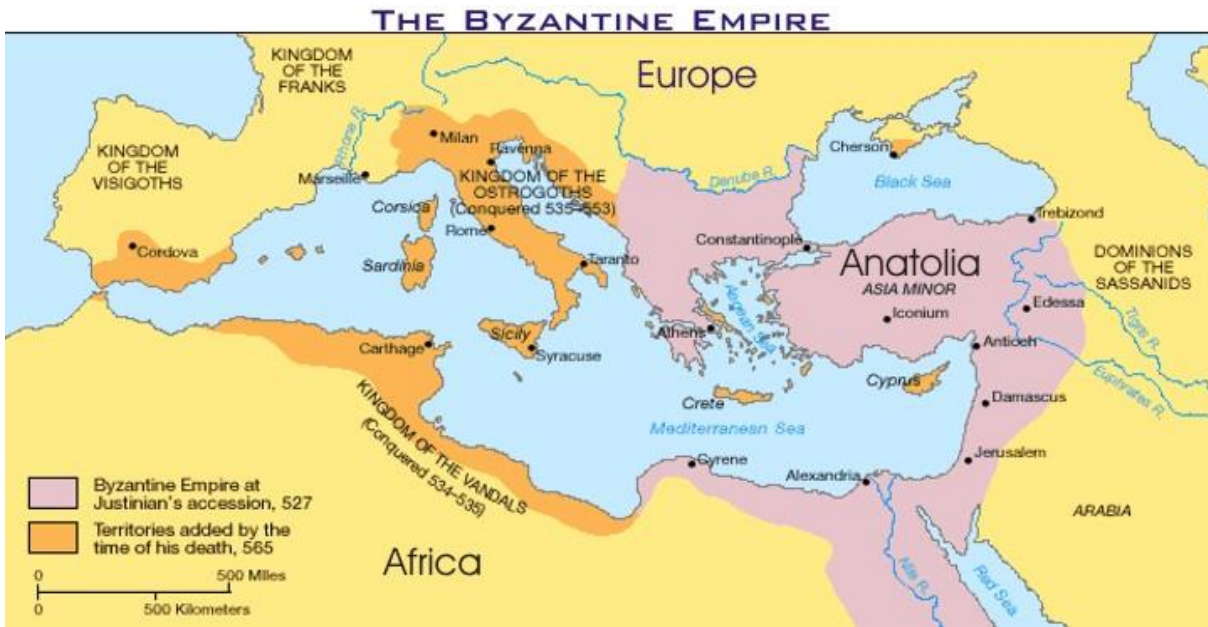 THE BYZANTINE EMPIRE
KINGDOM
OF THE
FRANKS
Europe
KINGDOM
OF THE
VISIGOTHS
Rhone R.
Milan
Ravenna
Marseille
KINGDOM OF THE
OSTROGOTHS
(Conquered 535–553)
Corsica
Rome
Cordova
Sardinia
Taranto
Danube R.
Cherson
Black Sea
Trebizond
Constantinople
Anatolia
ASIA MINOR
DOMINIONS
OF THE
SASSANIDS
Aegean Sea
Iconium
Edessa
Tigre R.
Athens
Antioch
Euphrates R.
Carthage
Sicily
Syracuse
Cyprus
Crete
Damascus
Mediterranean Sea
KINGDOM OF THE VANDALS
(Conquered 534–535)
Cyrene
Alexandria
Jerusalem
ARABIA
Africa
Nile R.
Red Sea
Byzantine Empire at
Justinian's accession, 527
Territories added by the
time of his death, 565
0 500 Miles
0 500 Kilometers